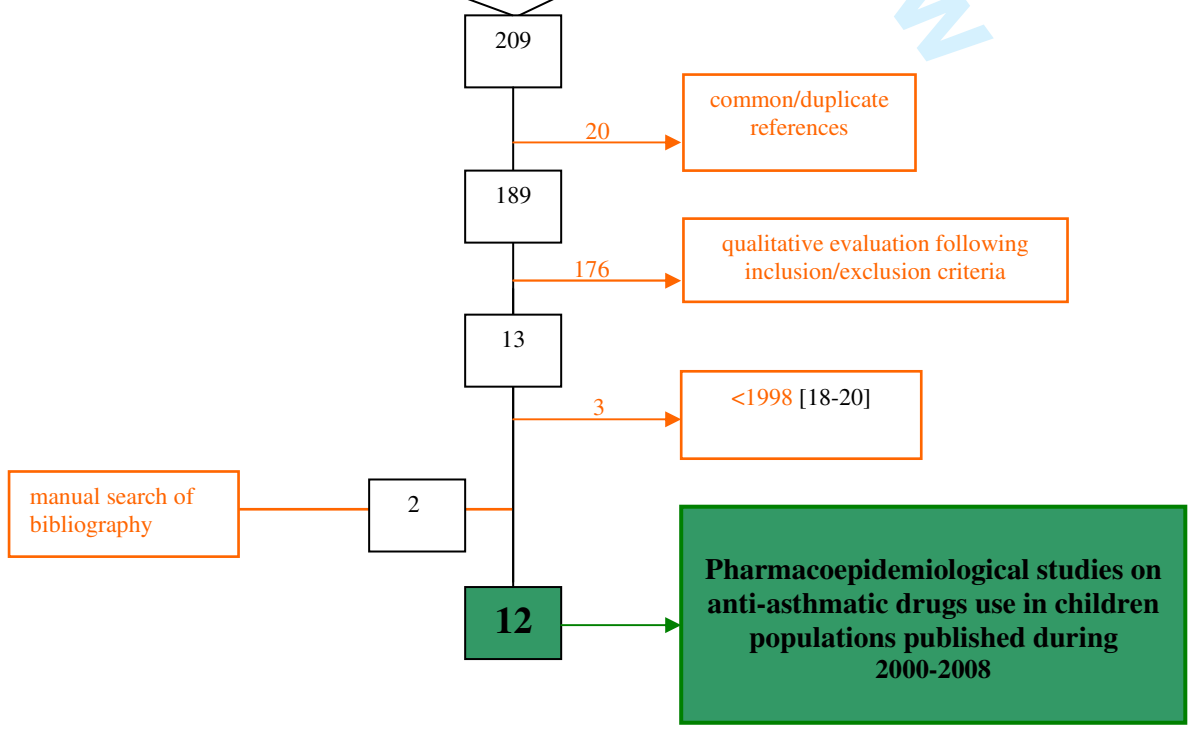 209
common/duplicate
references
20
189
qualitative evaluation following
inclusion/exclusion criteria
176
13
<1998 [18-20]
3
manual search of
bibliography
2
12
Pharmacoepidemiological studies on
anti-asthmatic drugs use in children
populations published during
2000-2008
w